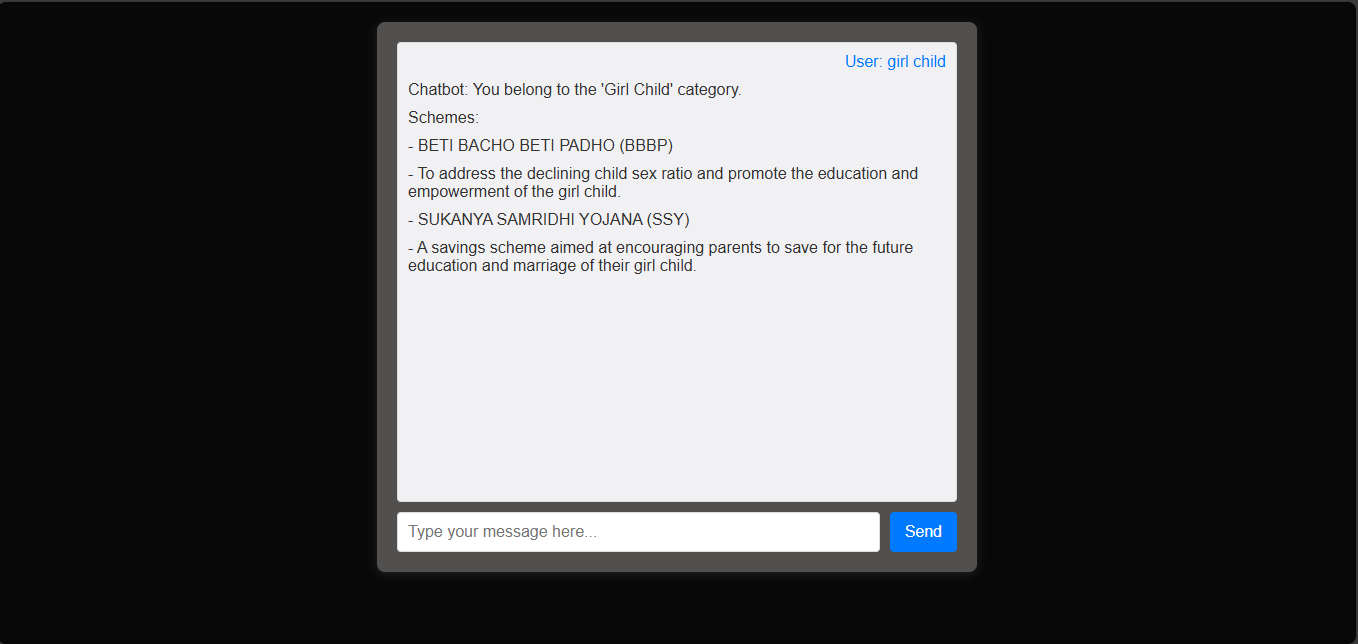 User: girl child
Chatbot: You belong to the 'Girl Child' category.
Schemes:
- BETI BACHO BETI PADHO (BBBP)
- To address the declining child sex ratio and promote the education and
empowerment of the girl child.
- SUKANYA SAMRIDHI YOJANA (SSY)
- A savings scheme aimed at encouraging parents to save for the future
education and marriage of their girl child.
Type your message here...
Send